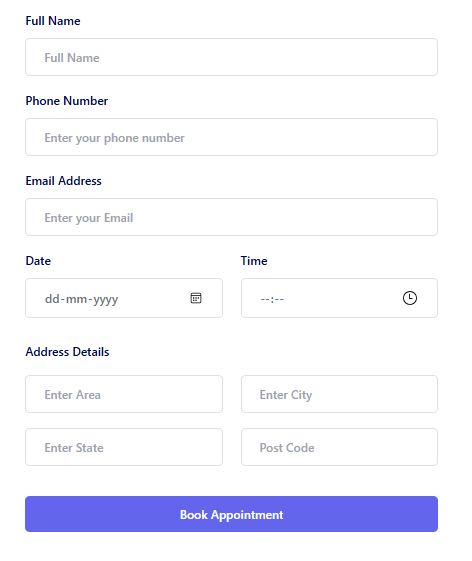 Full Name
Full Name
Phone Number
Enter your phone number
Email Address
Enter your Email
Date Time
dd-mm-yyyy --:--
Address Details
Enter Area Enter City
Enter State Post Code
Book Appointment